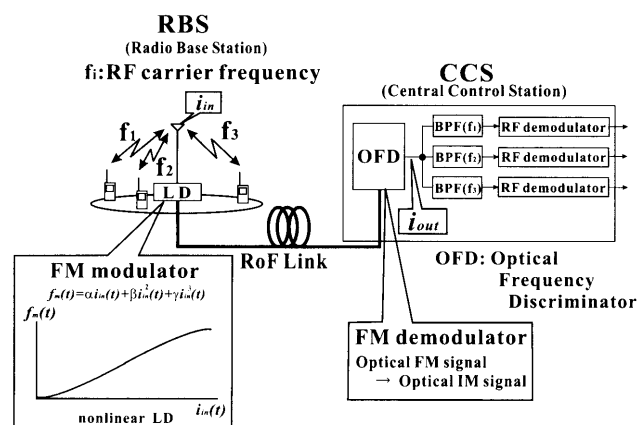 RBS
(Radio Base Station)
fi:RF carrier frequency
iin
f1
f2
f3
LD
RoF Link
CCS
(Central Control Station)
OFD
BPF(f1)
RF demodulator
BPF(f2)
RF demodulator
BPF(f3)
RF demodulator
iout
OFD: Optical
Frequency
Discriminator
FM modulator
fm(t)=αiin(t)+βiin²(t)+γiin³(t)
fm(t)
iin(t)
nonlinear LD
FM demodulator
Optical FM signal
→ Optical IM signal